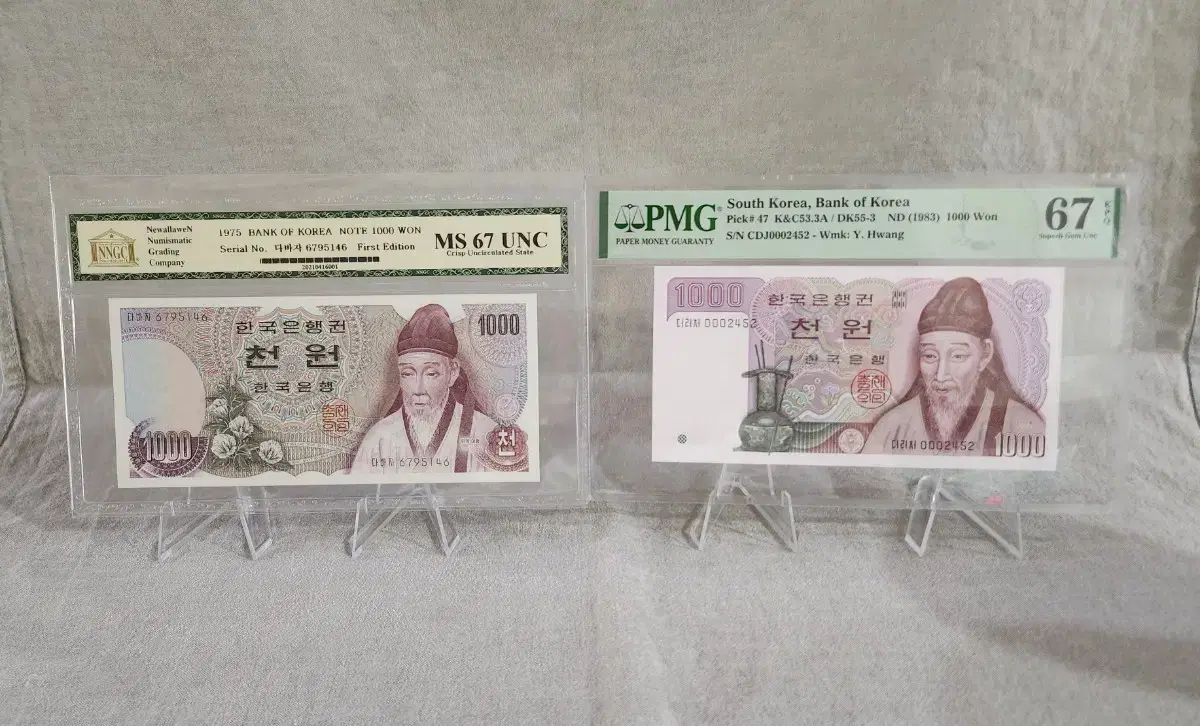 NewallaweN
Numismatic
Grading
Company
NNGC
1975 BANK OF KOREA NOTE 1000 WON
Serial No. 다바자 6795146 First Edition
20210416001
MS 67 UNC
Crisp Uncirculated State
다바자 6795146
한국은행권
천원
한국은행
1000
1000
천
다바자 6795146
PMG
PAPER MONEY GUARANTY
South Korea, Bank of Korea
Pick# 47 K&C53.3A / DK55-3 ND (1983) 1000 Won
S/N CDJ0002452 - Wmk: Y. Hwang
67
EPQ
Superb Gem Unc
1000
한국은행권
다라차 0002452
천원
한국은행
다라차 0002452
1000